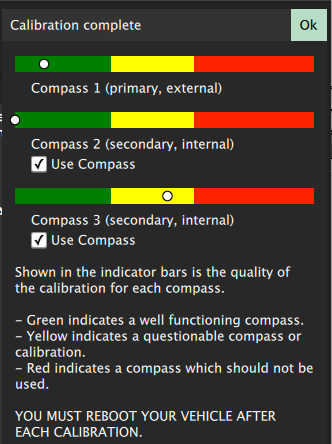 Calibration complete
Ok
Compass 1 (primary, external)
Compass 2 (secondary, internal)
Use Compass
Compass 3 (secondary, internal)
Use Compass
Shown in the indicator bars is the quality of
the calibration for each compass.
- Green indicates a well functioning compass.
- Yellow indicates a questionable compass or
calibration.
- Red indicates a compass which should not be
used.
YOU MUST REBOOT YOUR VEHICLE AFTER
EACH CALIBRATION.